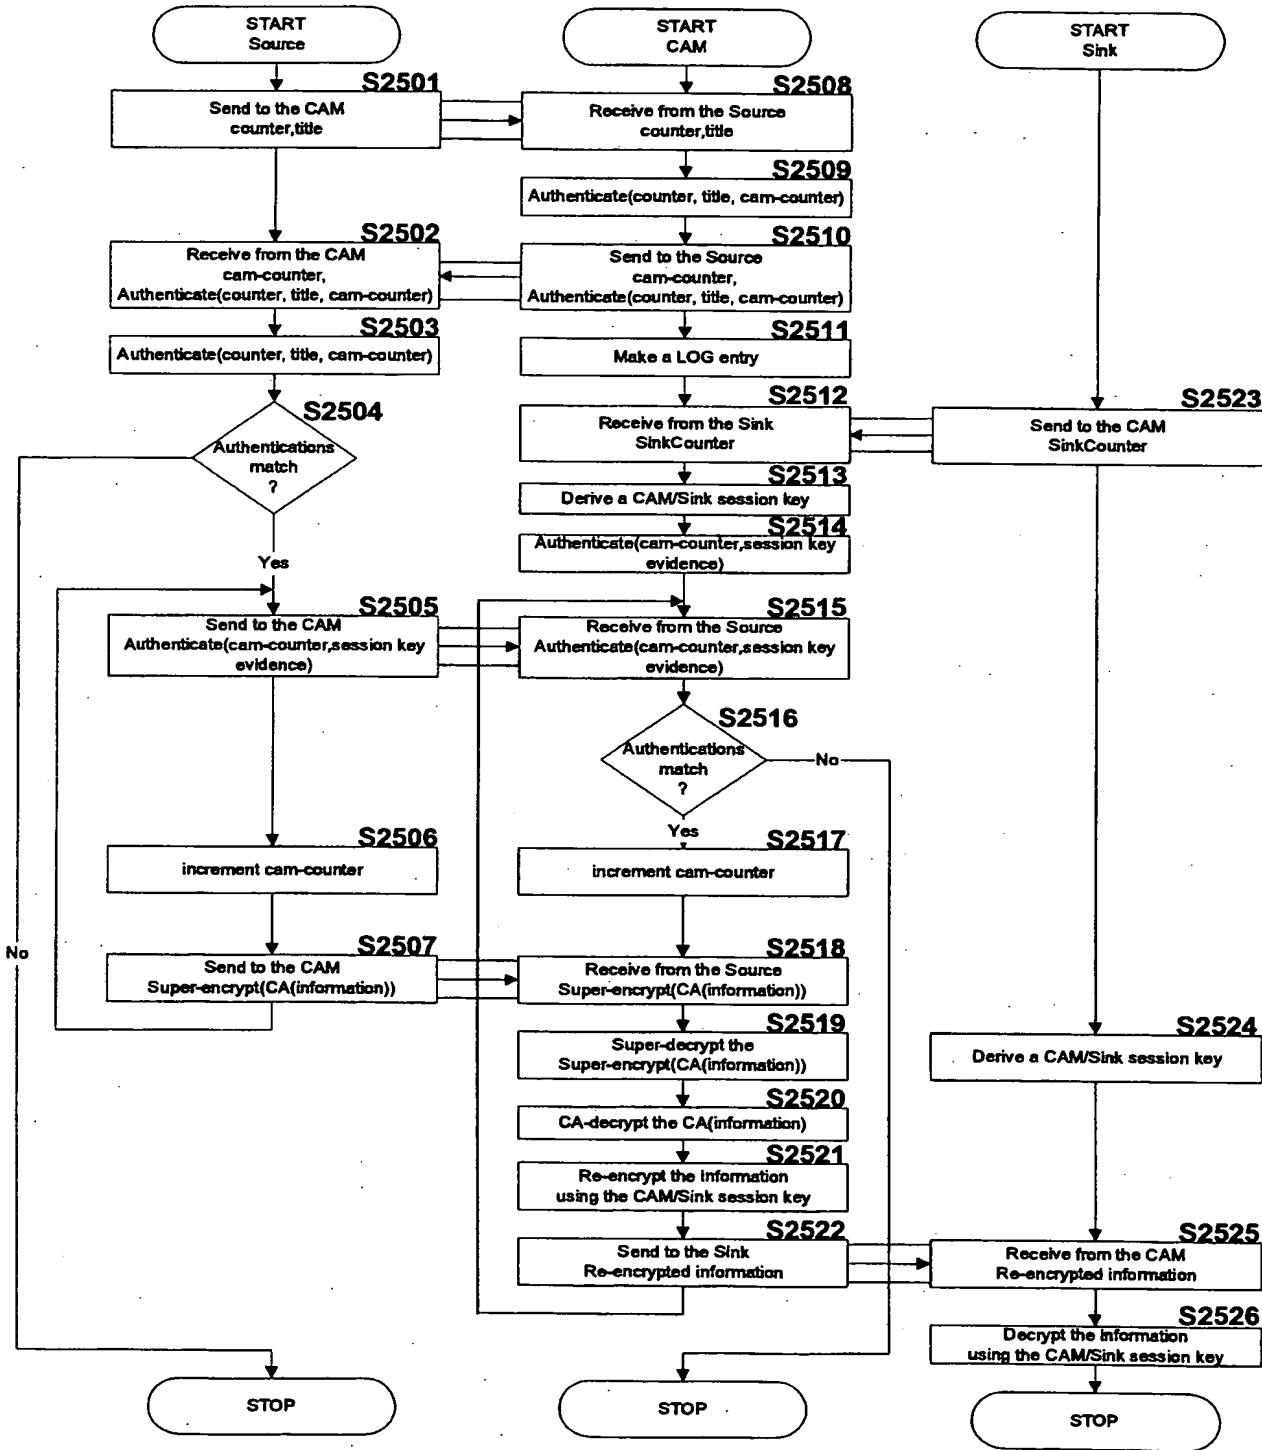 START
Source
S2501
Send to the CAM
counter,title
S2502
Receive from the CAM
cam-counter,
Authenticate(counter, title, cam-counter)
S2503
Authenticate(counter, title, cam-counter)
S2504
Authentications
match
?
Yes
No
S2505
Send to the CAM
Authenticate(cam-counter,session key
evidence)
S2506
increment cam-counter
S2507
Send to the CAM
Super-encrypt(CA(information))
STOP
START
CAM
S2508
Receive from the Source
counter,title
S2509
Authenticate(counter, title, cam-counter)
S2510
Send to the Source
cam-counter,
Authenticate(counter, title, cam-counter)
S2511
Make a LOG entry
S2512
Receive from the Sink
SinkCounter
S2513
Derive a CAM/Sink session key
S2514
Authenticate(cam-counter,session key
evidence)
S2515
Receive from the Source
Authenticate(cam-counter,session key
evidence)
S2516
Authentications
match
?
No
Yes
S2517
increment cam-counter
S2518
Receive from the Source
Super-encrypt(CA(information))
S2519
Super-decrypt the
Super-encrypt(CA(information))
S2520
CA-decrypt the CA(information)
S2521
Re-encrypt the information
using the CAM/Sink session key
S2522
Send to the Sink
Re-encrypted information
STOP
START
Sink
S2523
Send to the CAM
SinkCounter
S2524
Derive a CAM/Sink session key
S2525
Receive from the CAM
Re-encrypted information
S2526
Decrypt the information
using the CAM/Sink session key
STOP